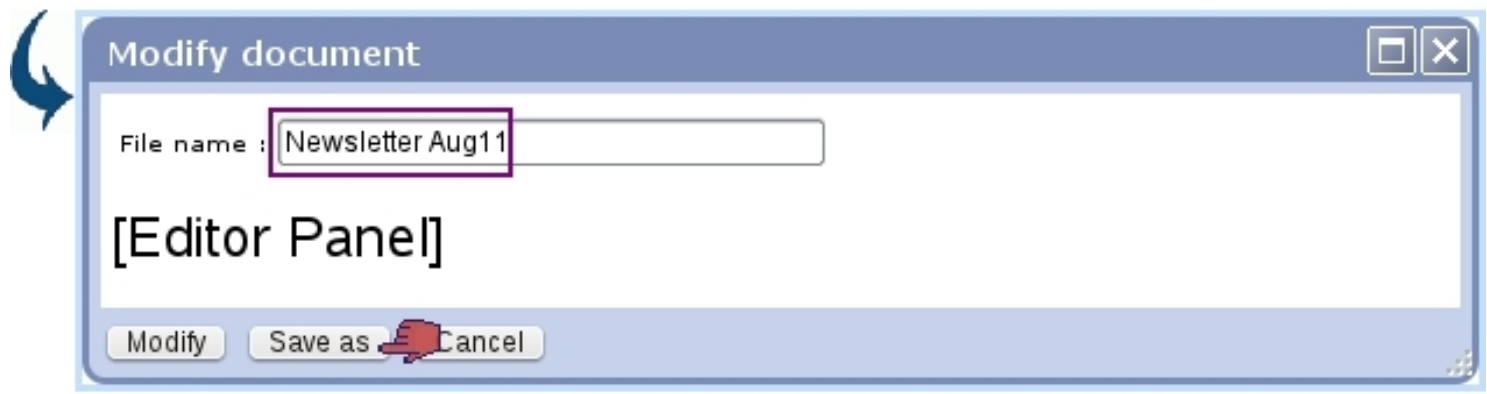 Modify document
File name : Newsletter Aug11
[Editor Panel]
Modify Save as Cancel